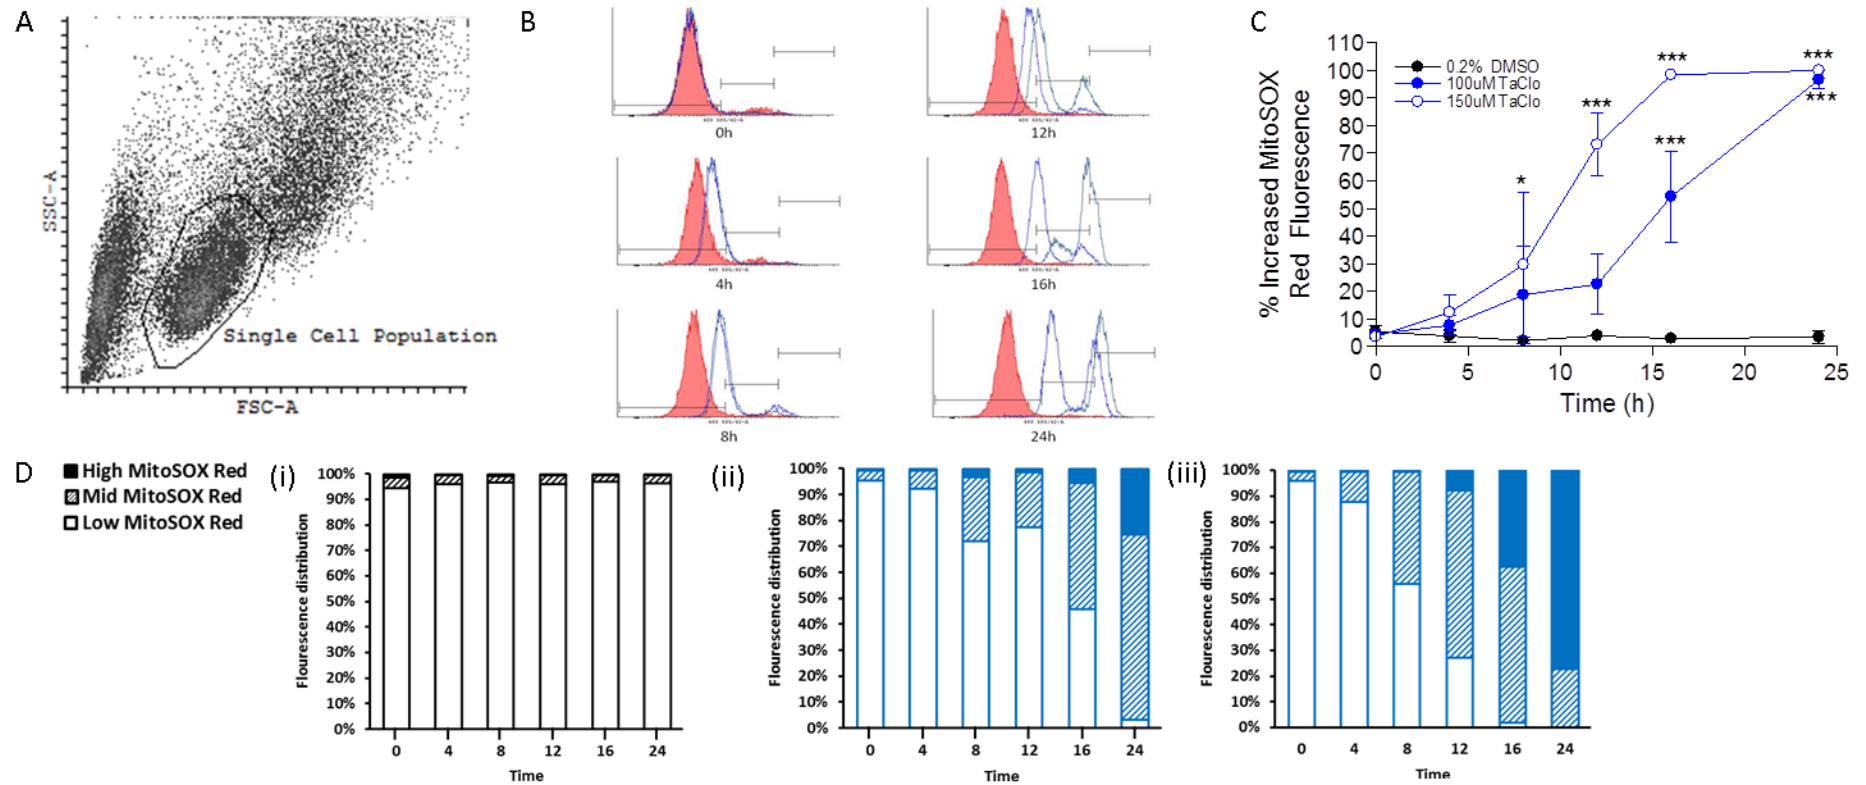 A
SSC-A
Single Cell Population
FSC-A
B
0h
12h
4h
16h
8h
24h
C
% Increased MitoSOX
Red Fluorescence
110
100
90
80
70
60
50
40
30
20
10
0
0.2% DMSO
100uMTaClo
150uMTaClo
*
***
***
***
***
***
0 5 10 15 20 25
Time (h)
D
High MitoSOX Red
Mid MitoSOX Red
Low MitoSOX Red
(i)
Flourescence distribution
100%
90%
80%
70%
60%
50%
40%
30%
20%
10%
0%
0 4 8 12 16 24
Time
(ii)
Flourescence distribution
100%
90%
80%
70%
60%
50%
40%
30%
20%
10%
0%
0 4 8 12 16 24
Time
(iii)
Flourescence distribution
100%
90%
80%
70%
60%
50%
40%
30%
20%
10%
0%
0 4 8 12 16 24
Time